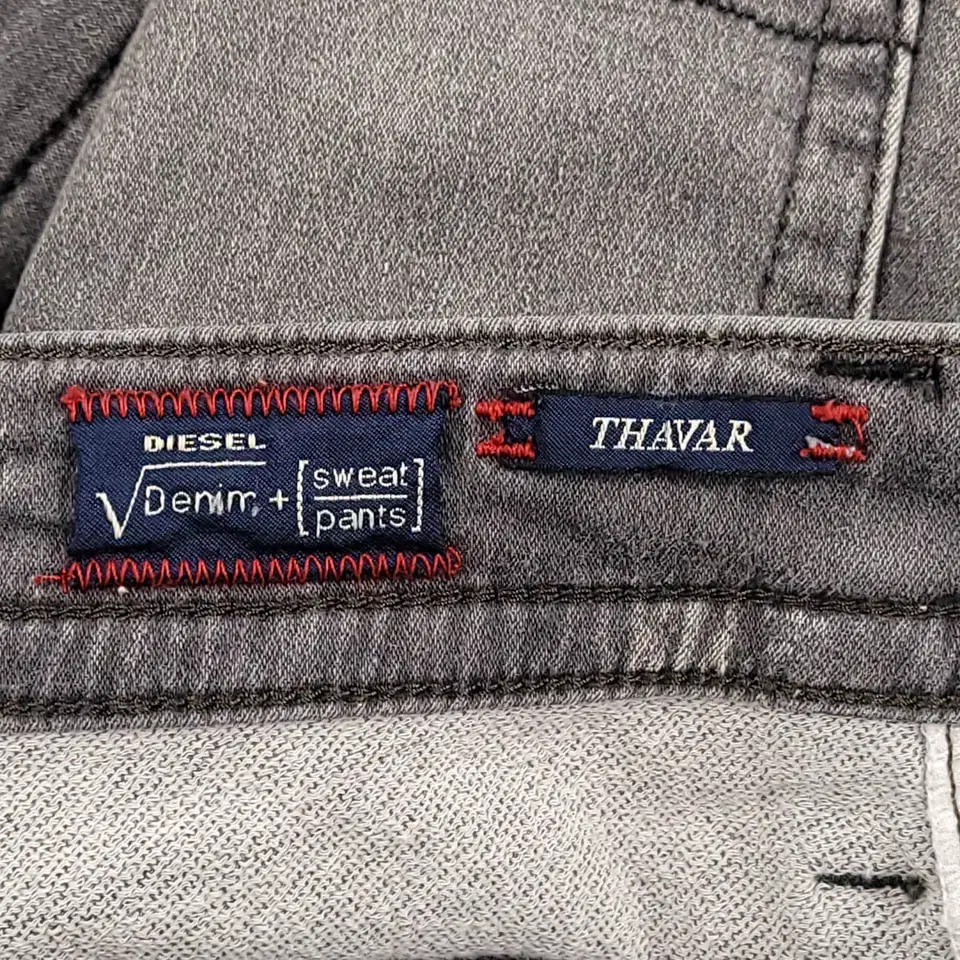 DIESEL
√Denim + [sweat
pants]
THAVAR